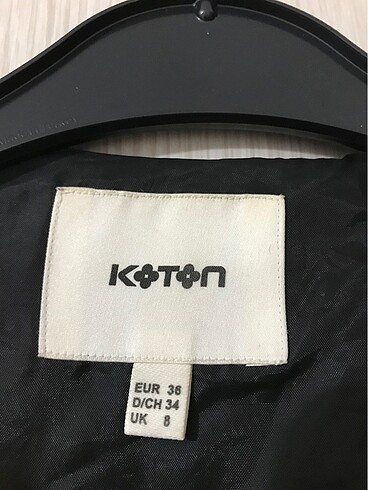 KOTON
EUR 36
D/CH 34
UK 8